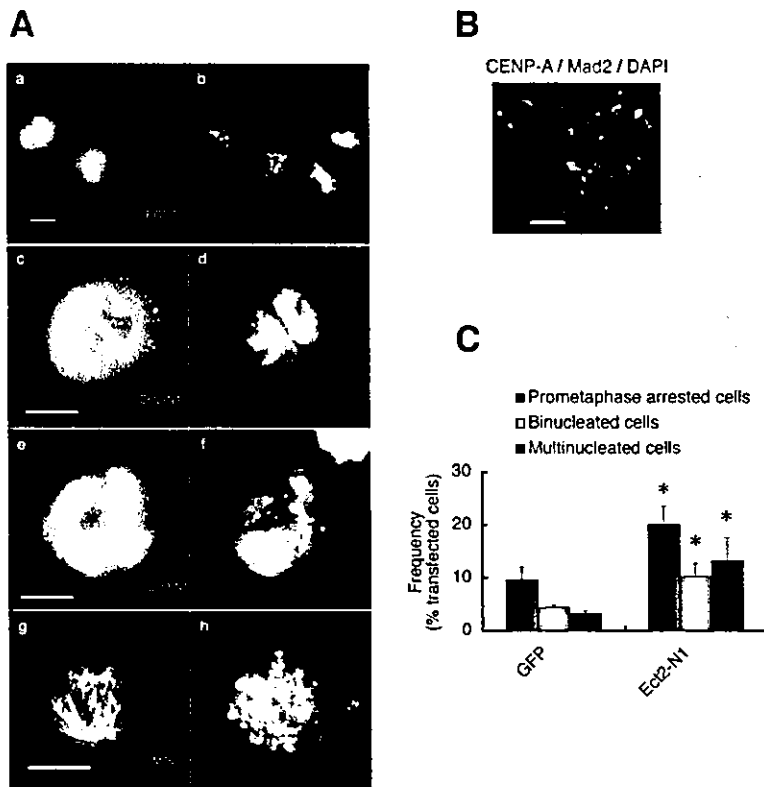 A
a
b
c
d
e
f
g
h
B
CENP-A / Mad2 / DAPI
C
Prometaphase arrested cells
Binucleated cells
Multinucleated cells
Frequency
(% transfected cells)
30
20
10
0
*
*
*
GFP
Ect2-N1